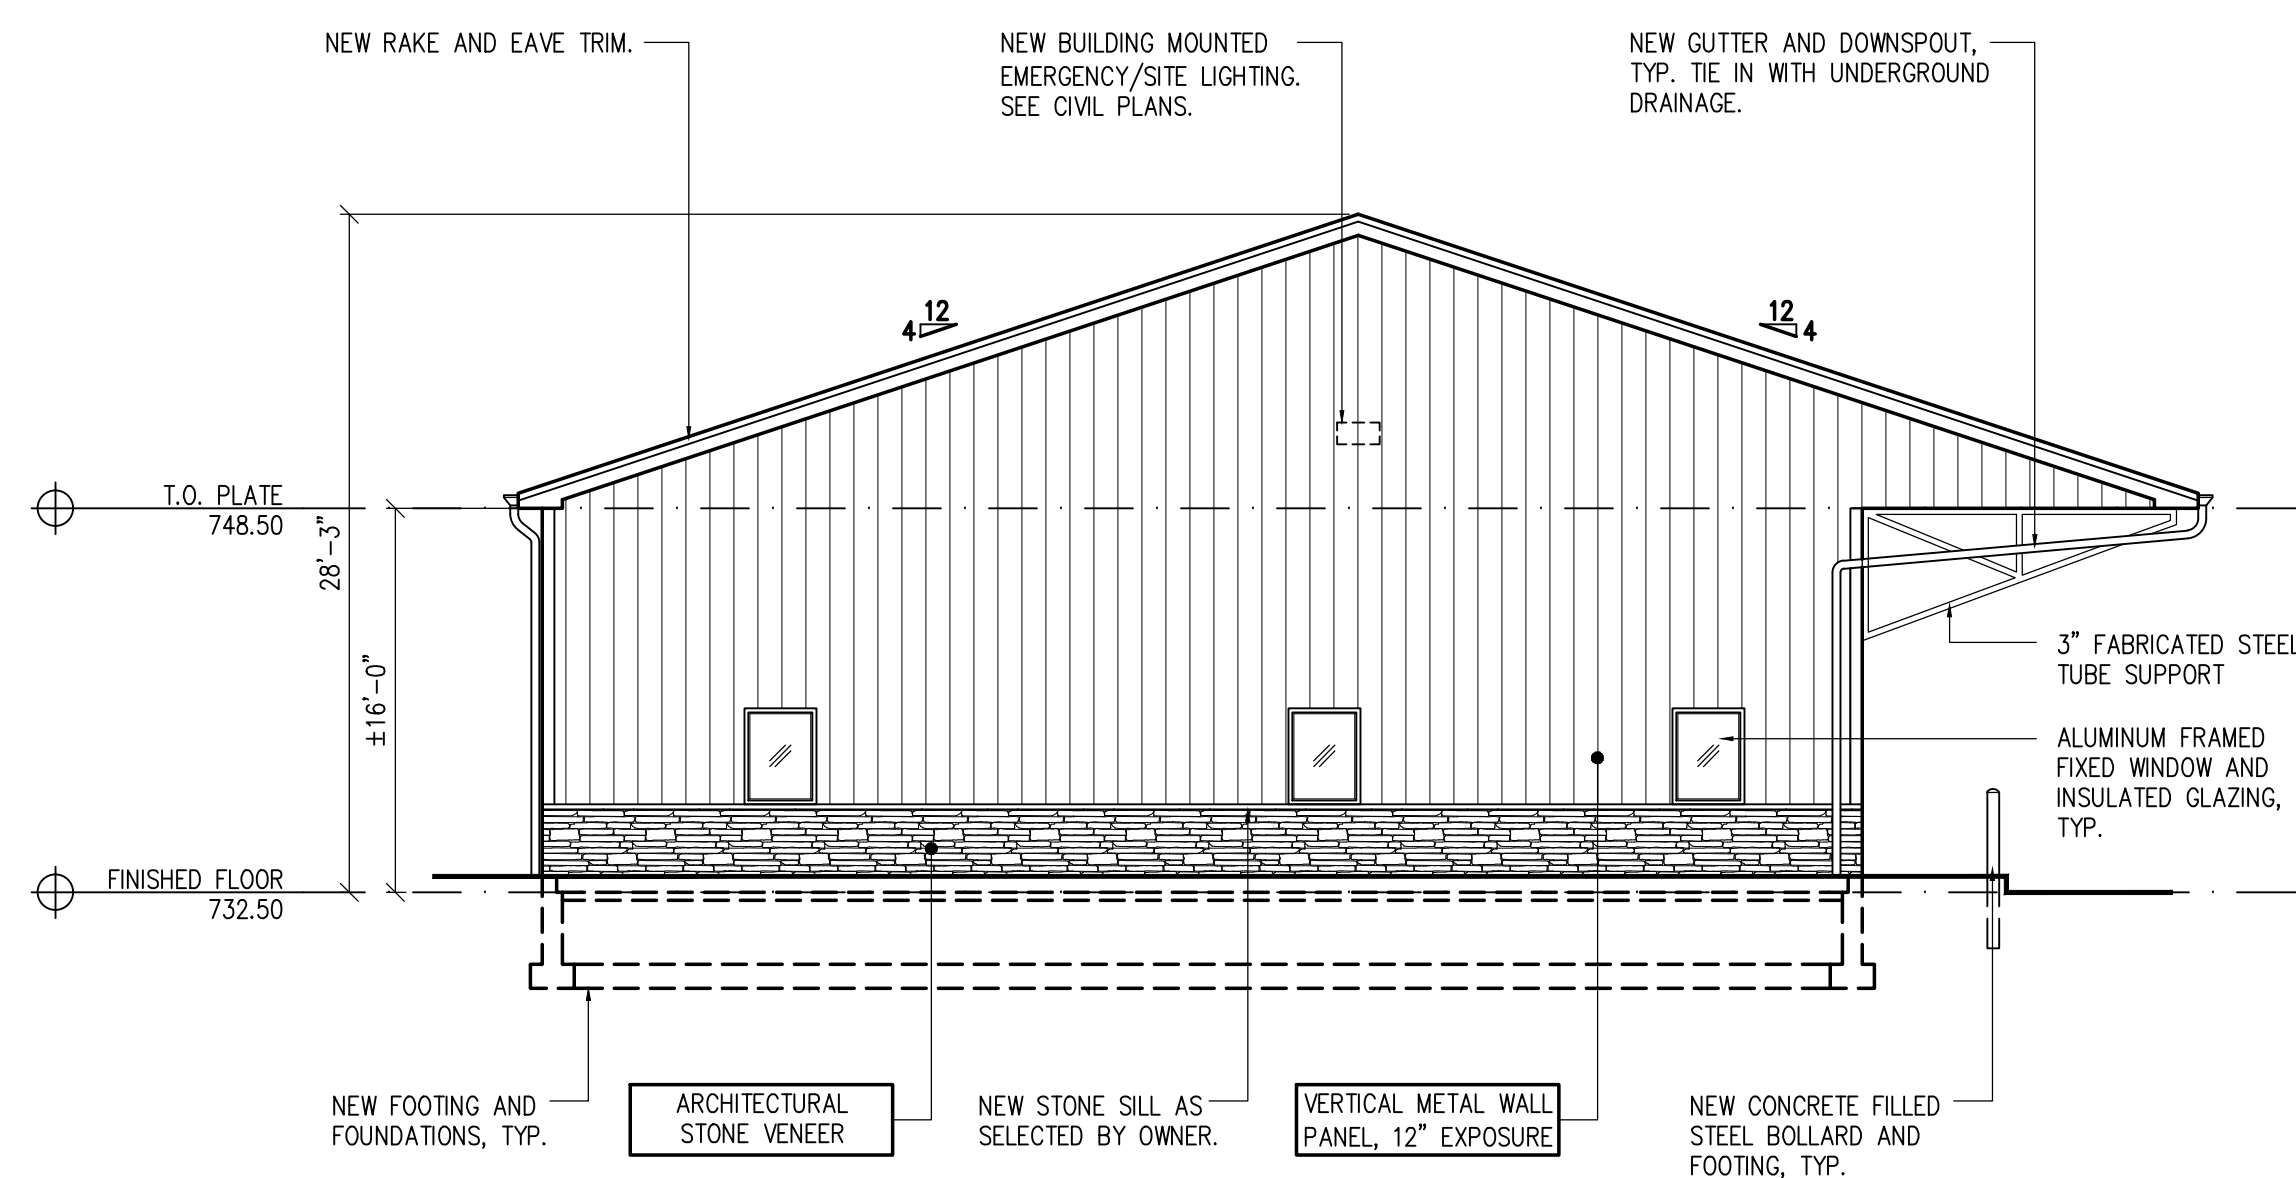 NEW RAKE AND EAVE TRIM.
NEW BUILDING MOUNTED
EMERGENCY/SITE LIGHTING.
SEE CIVIL PLANS.
NEW GUTTER AND DOWNSPOUT,
TYP. TIE IN WITH UNDERGROUND
DRAINAGE.
12
4
12
4
T.O. PLATE
748.50
28'-3"
±16'-0"
3" FABRICATED STEEL
TUBE SUPPORT
ALUMINUM FRAMED
FIXED WINDOW AND
INSULATED GLAZING,
TYP.
FINISHED FLOOR
732.50
NEW FOOTING AND
FOUNDATIONS, TYP.
ARCHITECTURAL
STONE VENEER
NEW STONE SILL AS
SELECTED BY OWNER.
VERTICAL METAL WALL
PANEL, 12" EXPOSURE
NEW CONCRETE FILLED
STEEL BOLLARD AND
FOOTING, TYP.